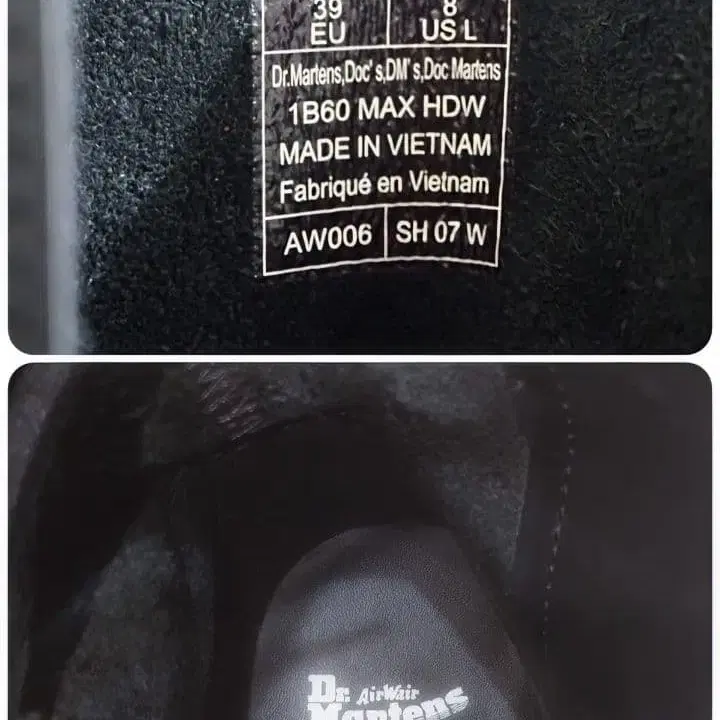 39 8
EU US L
Dr.Martens,Doc's,DM's,Doc Martens
1B60 MAX HDW
MADE IN VIETNAM
Fabriqué en Vietnam
AW006 SH 07 W
Dr. AirWair
Martens